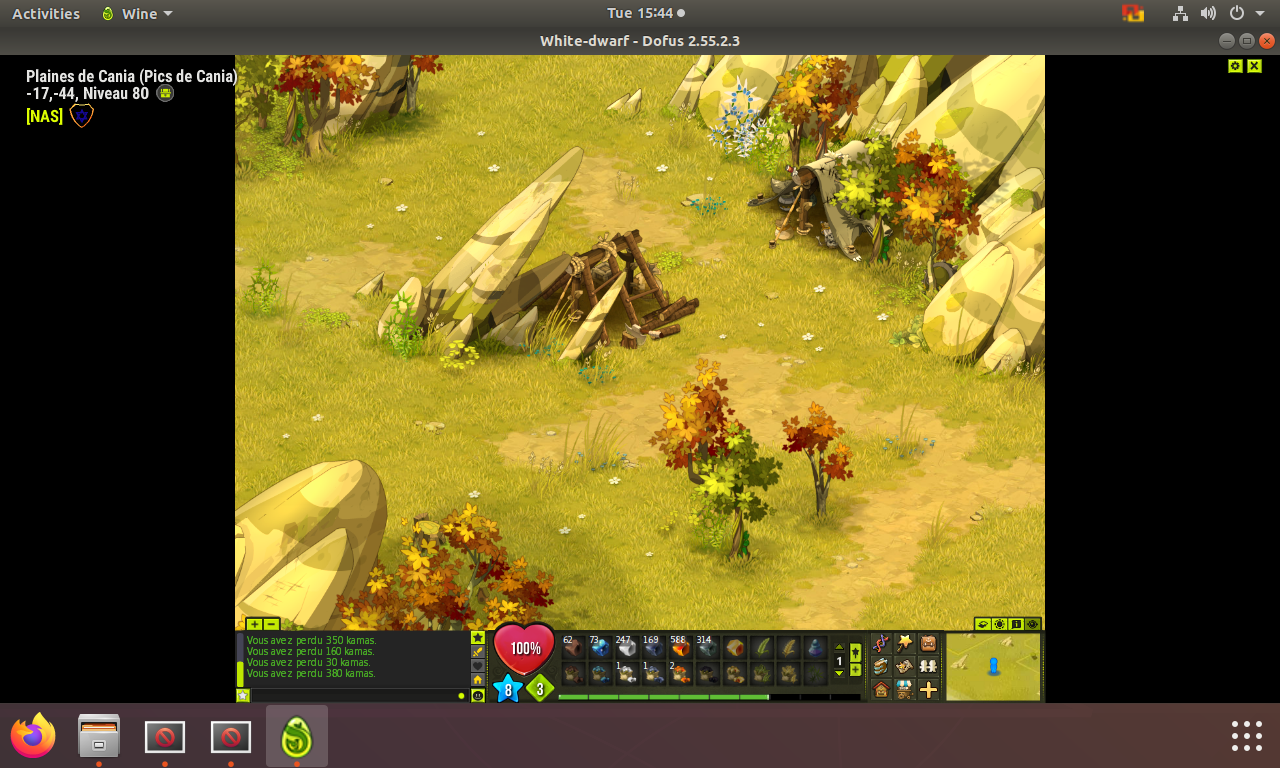 Activities
Wine
Tue 15:44
White-dwarf - Dofus 2.55.2.3
Plaines de Cania (Pics de Cania)
-17,-44, Niveau 80
[NAS]
Vous avez perdu 350 kamas.
Vous avez perdu 160 kamas.
Vous avez perdu 30 kamas.
Vous avez perdu 380 kamas.
100%
8
3
62 73 247 169 588 314
1 1 2
1